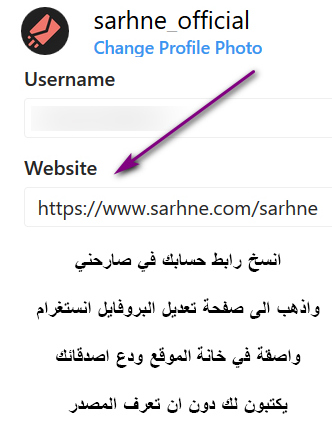 sarhne_official
Change Profile Photo
Username
Website
https://www.sarhne.com/sarhne
انسخ رابط حسابك في صارحني
واذهب الى صفحة تعديل البروفايل انستغرام
واصقة في خانة الموقع ودع اصدقائك
يكتبون لك دون ان تعرف المصدر